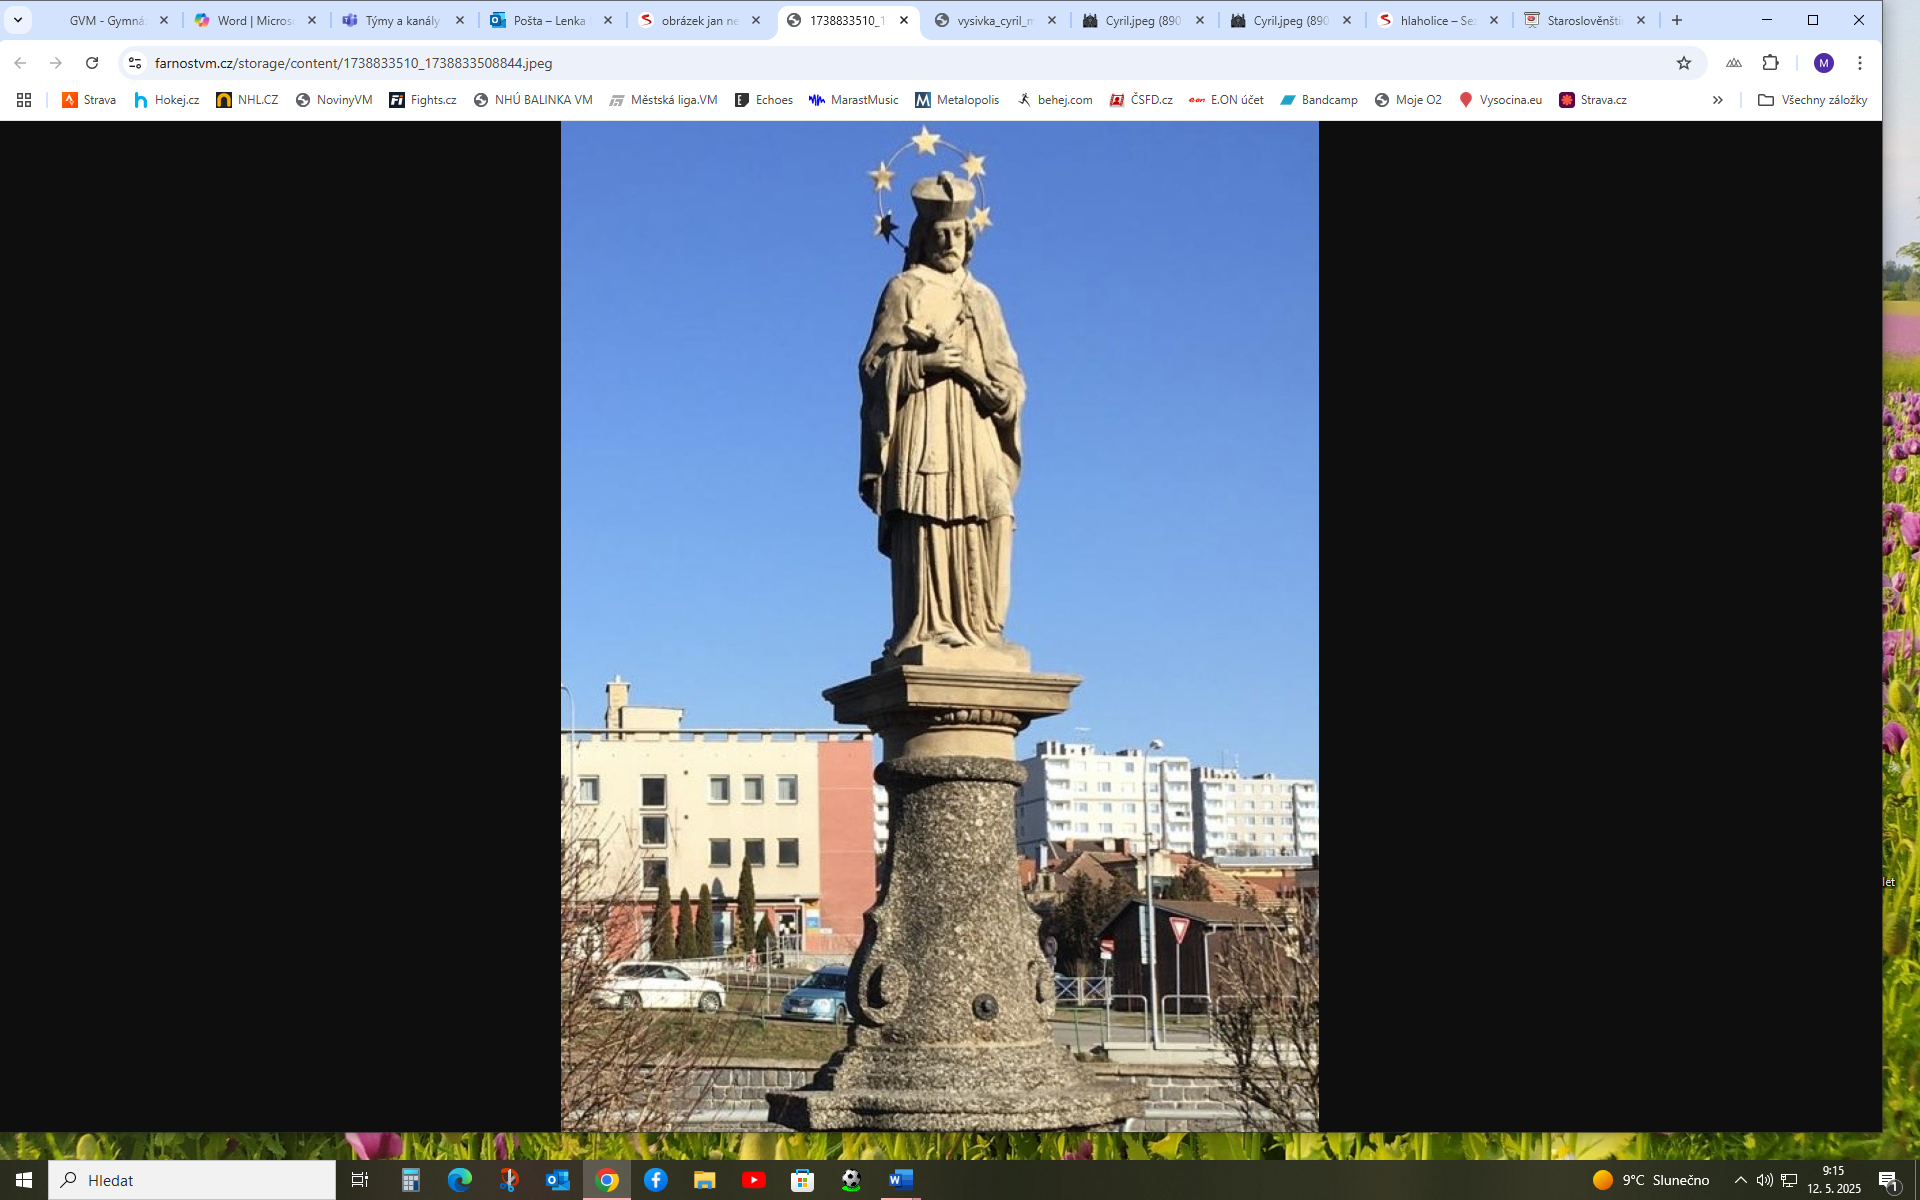 GVM - Gymná
Word | Micros
Týmy a kanály
Pošta – Lenka
obrázek jan ne
1738833510_1
vysivka_cyril_m
Cyril.jpeg (890
Cyril.jpeg (890
hlaholice – Se
Staroslověnšti
farnostvm.cz/storage/content/1738833510_1738833508844.jpeg
M
Strava
Hokej.cz
NHL.CZ
NovinyVM
Fights.cz
NHÚ BALINKA VM
Městská liga.VM
Echoes
MarastMusic
Metalopolis
behej.com
ČSFD.cz
E.ON účet
Bandcamp
Moje O2
Vysocina.eu
Strava.cz
Všechny záložky
let
Hledat
9°C Slunečno
9:15
12. 5. 2025
1